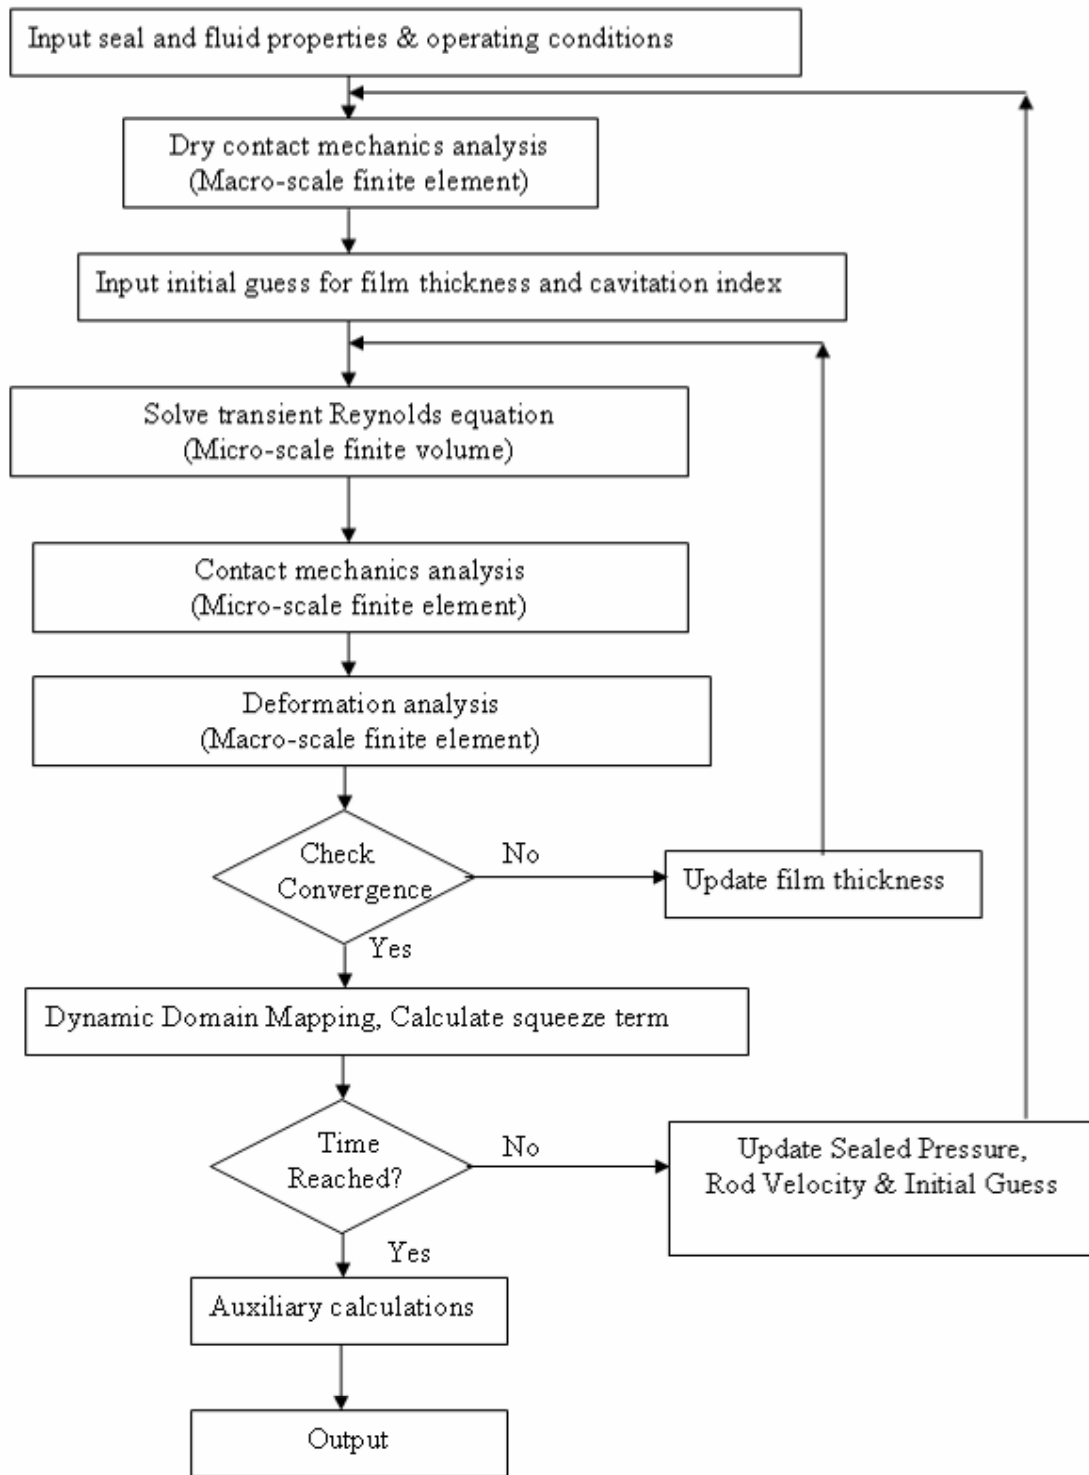 Input seal and fluid properties & operating conditions
Dry contact mechanics analysis
(Macro-scale finite element)
Input initial guess for film thickness and cavitation index
Solve transient Reynolds equation
(Micro-scale finite volume)
Contact mechanics analysis
(Micro-scale finite element)
Deformation analysis
(Macro-scale finite element)
Check
Convergence
No
Update film thickness
Yes
Dynamic Domain Mapping, Calculate squeeze term
Time
Reached?
No
Update Sealed Pressure,
Rod Velocity & Initial Guess
Yes
Auxiliary calculations
Output